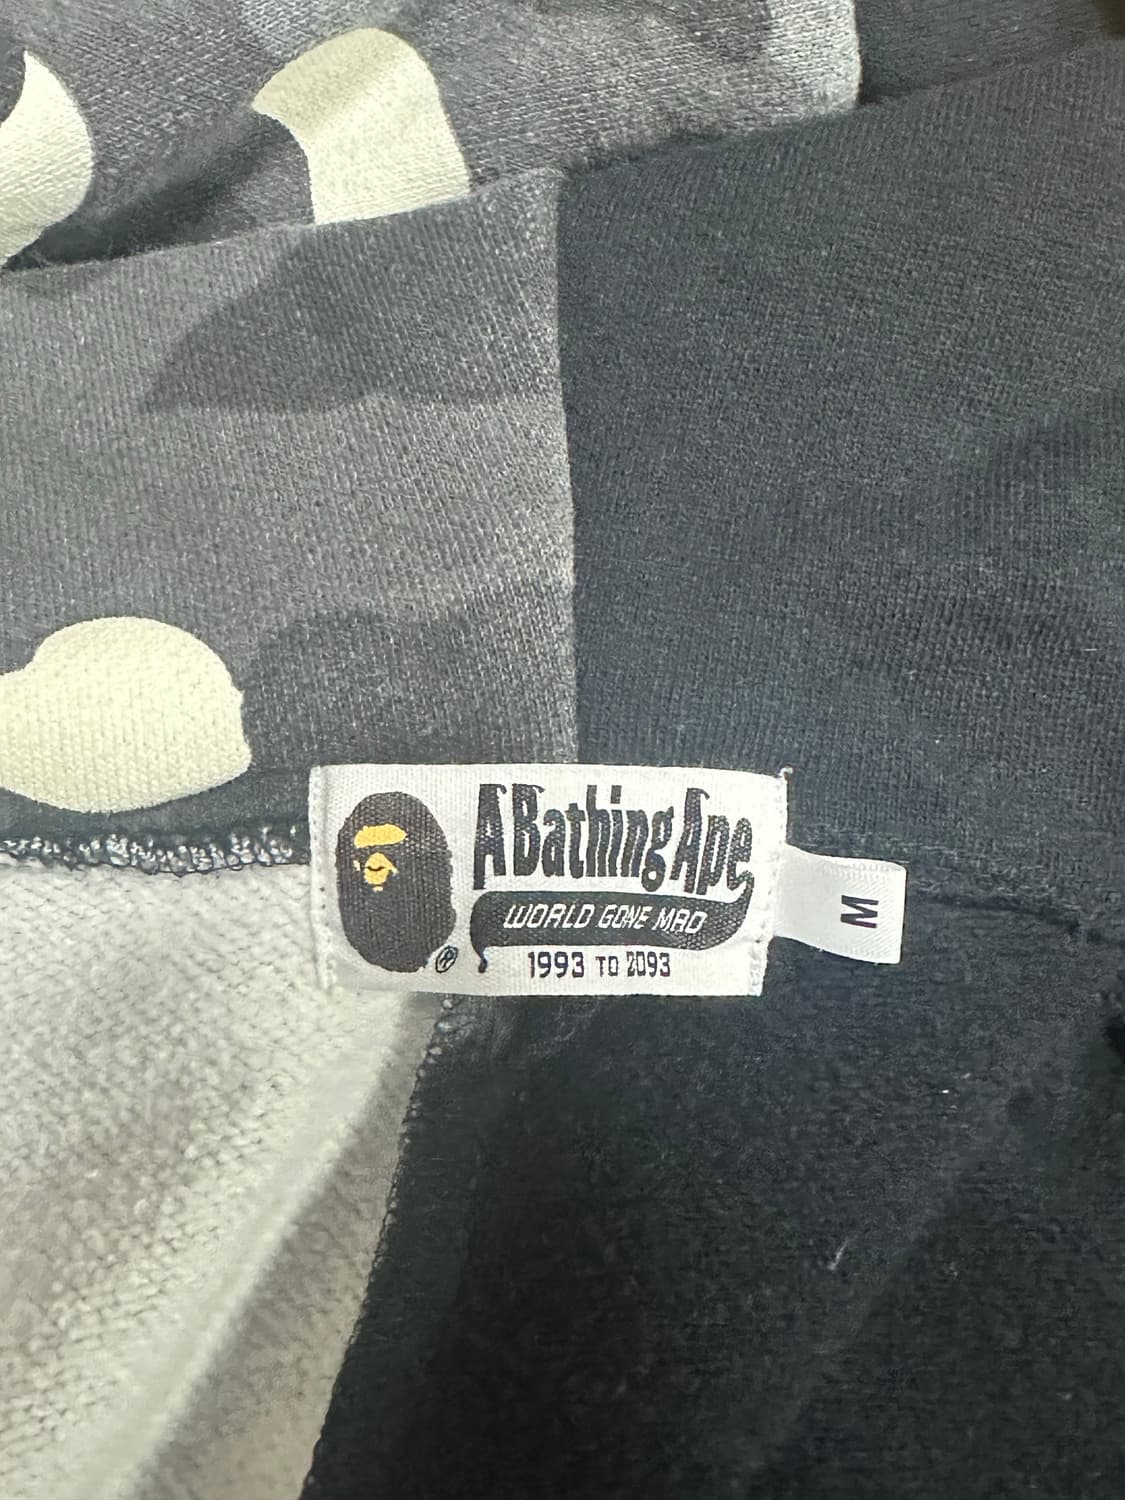 A Bathing Ape
WORLD GONE MAD
1993 TO 2093
®
M